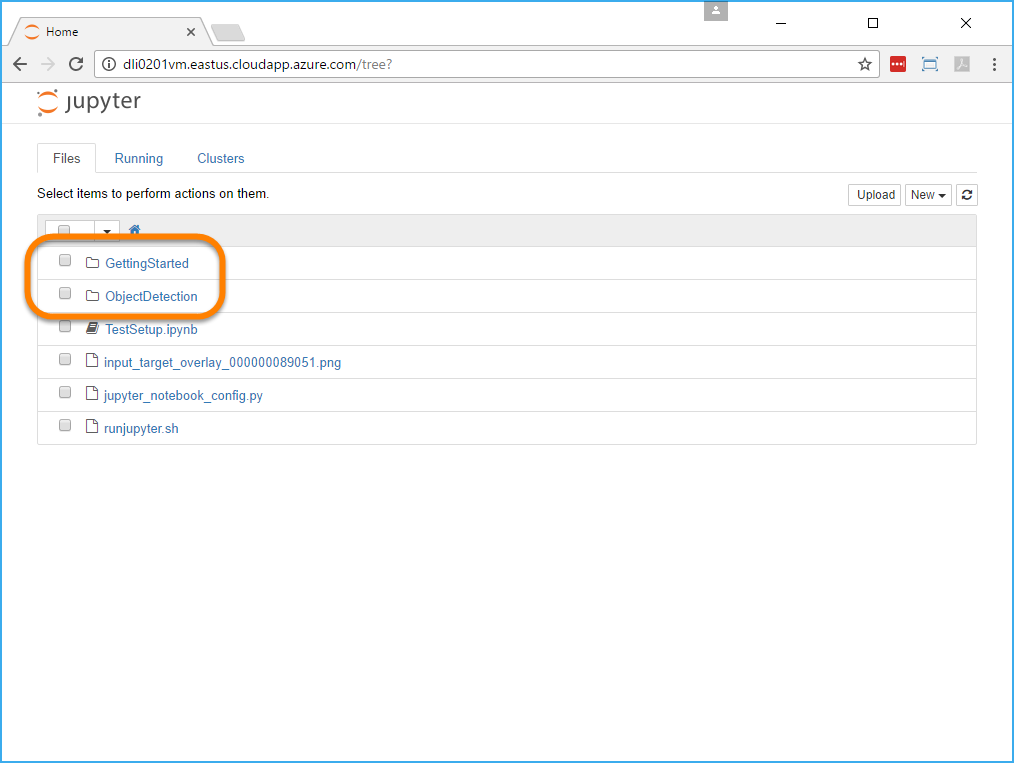 Home
dli0201vm.eastus.cloudapp.azure.com/tree?
jupyter
Files Running Clusters
Select items to perform actions on them.
Upload New
GettingStarted
ObjectDetection
TestSetup.ipynb
input_target_overlay_000000089051.png
jupyter_notebook_config.py
runjupyter.sh